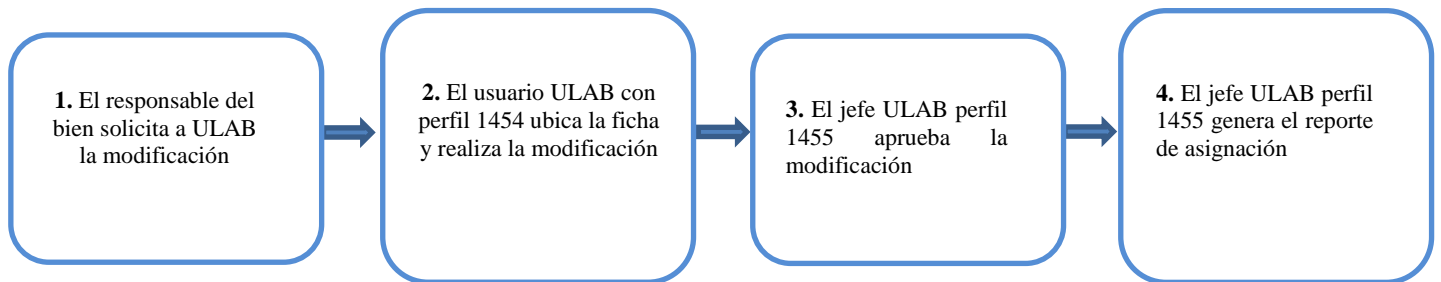 1. El responsable del
bien solicita a ULAB
la modificación
2. El usuario ULAB con
perfil 1454 ubica la ficha
y realiza la modificación
3. El jefe ULAB perfil
1455 aprueba la
modificación
4. El jefe ULAB perfil
1455 genera el reporte
de asignación